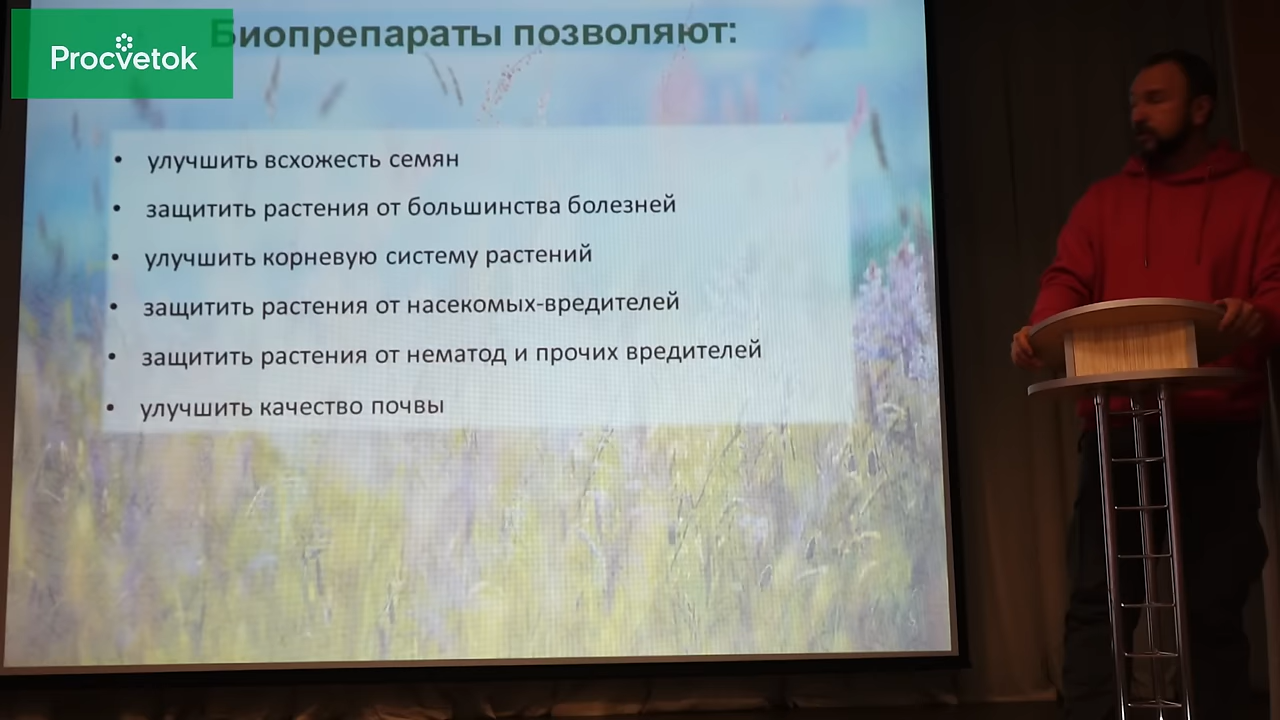 Procvetok
Биопрепараты позволяют:
• улучшить всхожесть семян
• защитить растения от большинства болезней
• улучшить корневую систему растений
• защитить растения от насекомых-вредителей
• защитить растения от нематод и прочих вредителей
• улучшить качество почвы